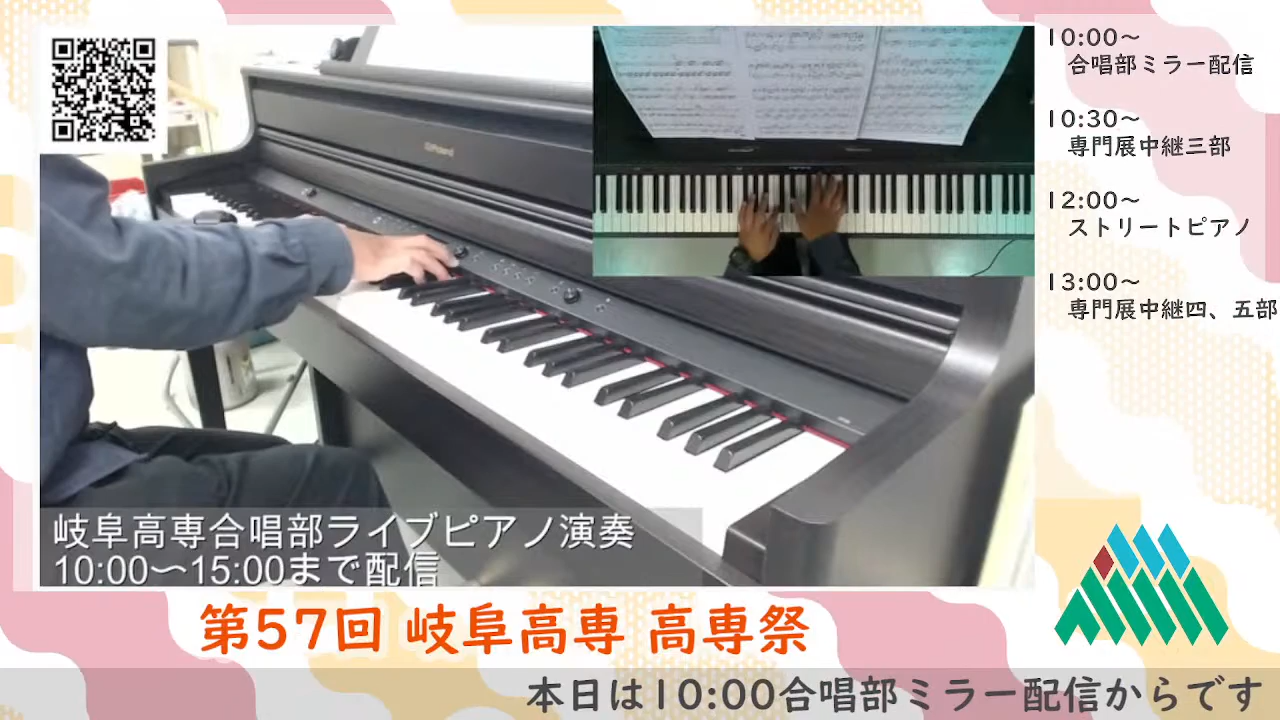 10:00～
合唱部ミラー配信
10:30～
専門展中継三部
12:00～
ストリートピアノ
13:00～
専門展中継四、五部
Roland
岐阜高専合唱部ライブピアノ演奏
10:00～15:00まで配信
第57回 岐阜高専 高専祭
本日は10:00合唱部ミラー配信からです